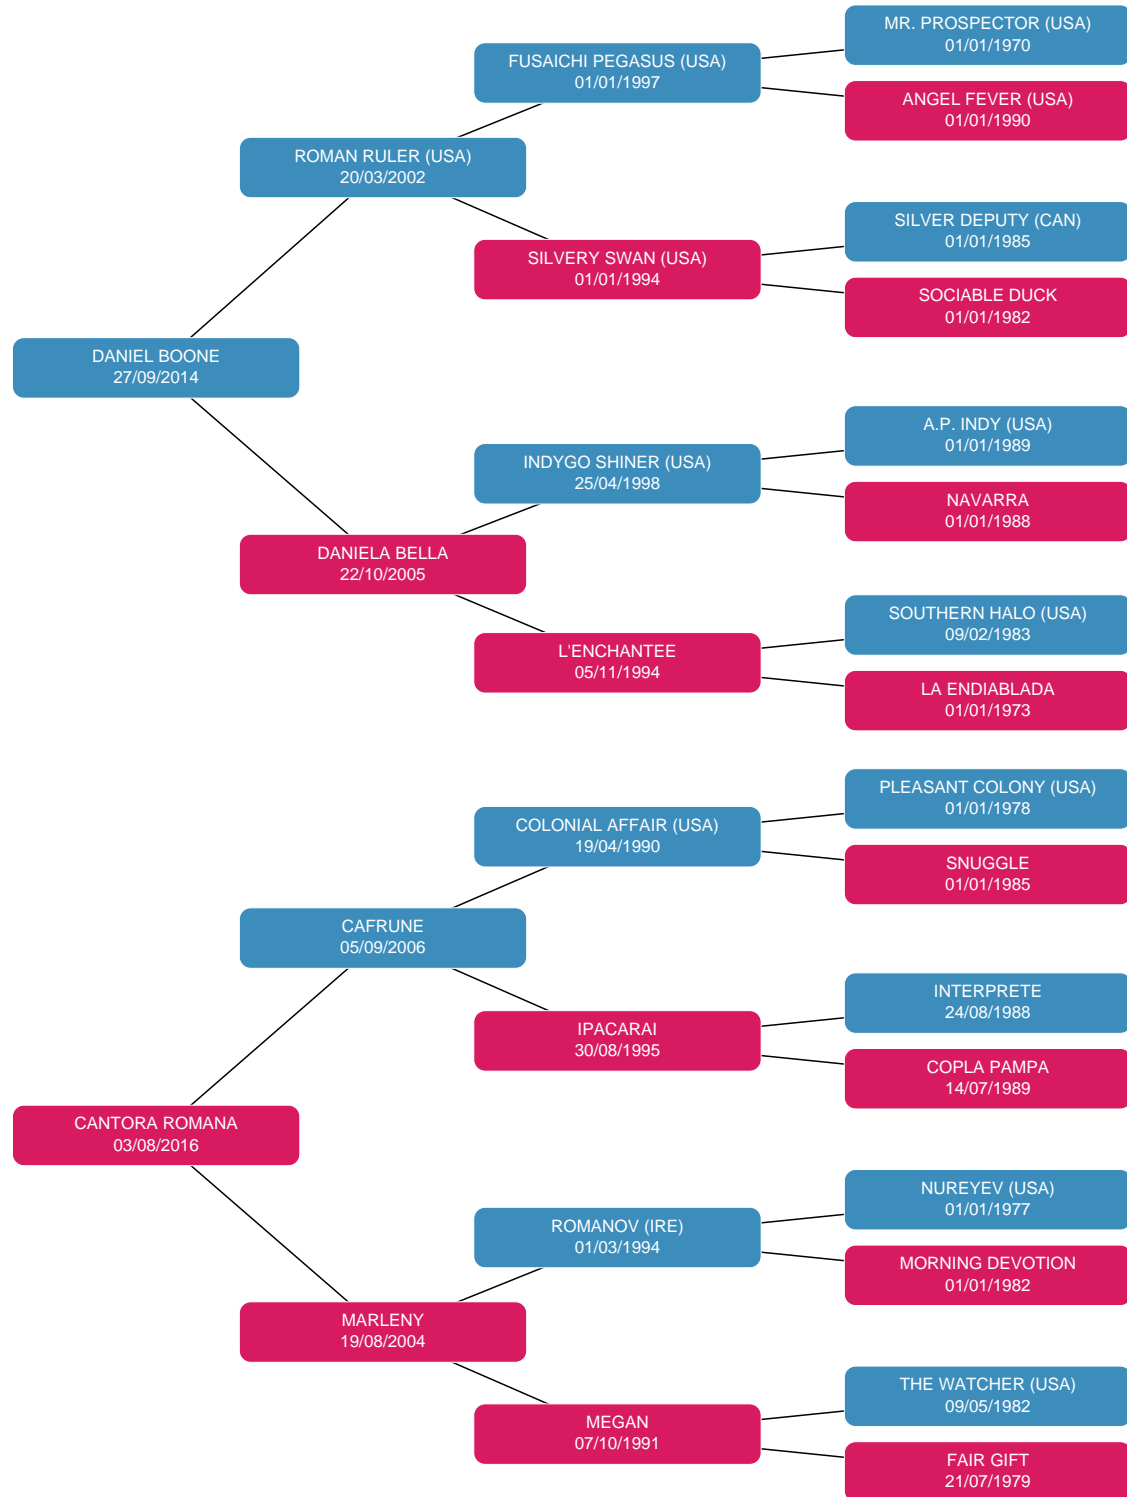 MR. PROSPECTOR (USA)
01/01/1970
FUSAICHI PEGASUS (USA)
01/01/1997
ANGEL FEVER (USA)
01/01/1990
ROMAN RULER (USA)
20/03/2002
SILVER DEPUTY (CAN)
01/01/1985
SILVERY SWAN (USA)
01/01/1994
SOCIABLE DUCK
01/01/1982
DANIEL BOONE
27/09/2014
A.P. INDY (USA)
01/01/1989
INDYGO SHINER (USA)
25/04/1998
NAVARRA
01/01/1988
DANIELA BELLA
22/10/2005
SOUTHERN HALO (USA)
09/02/1983
L'ENCHANTEE
05/11/1994
LA ENDIABLADA
01/01/1973
PLEASANT COLONY (USA)
01/01/1978
COLONIAL AFFAIR (USA)
19/04/1990
SNUGGLE
01/01/1985
CAFRUNE
05/09/2006
INTERPRETE
24/08/1988
IPACARAI
30/08/1995
COPLA PAMPA
14/07/1989
CANTORA ROMANA
03/08/2016
NUREYEV (USA)
01/01/1977
ROMANOV (IRE)
01/03/1994
MORNING DEVOTION
01/01/1982
MARLENY
19/08/2004
THE WATCHER (USA)
09/05/1982
MEGAN
07/10/1991
FAIR GIFT
21/07/1979